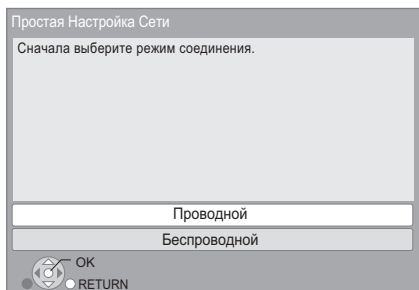 Простая Настройка Сети
Сначала выберите режим соединения.
Проводной
Беспроводной
OK
RETURN